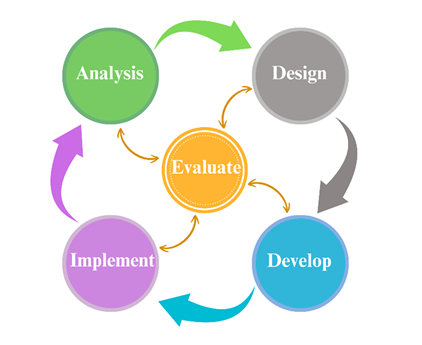 Analysis
Design
Evaluate
Implement
Develop